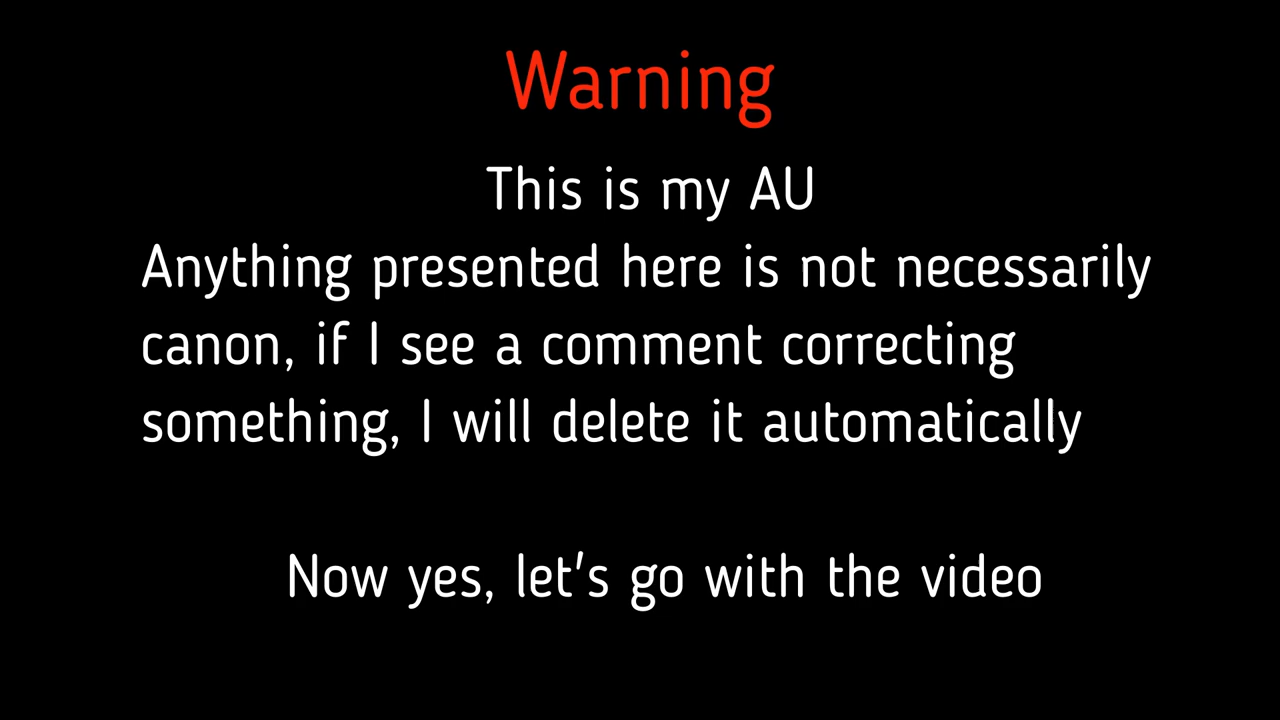 Warning
This is my AU
Anything presented here is not necessarily
canon, if I see a comment correcting
something, I will delete it automatically
Now yes, let's go with the video